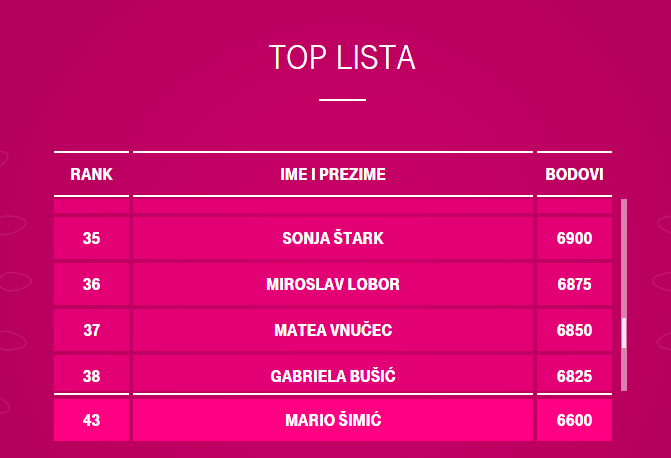 TOP LISTA
RANK IME I PREZIME BODOVI
35 SONJA ŠTARK 6900
36 MIROSLAV LOBOR 6875
37 MATEA VNUČEC 6850
38 GABRIELA BUŠIĆ 6825
43 MARIO ŠIMIĆ 6600